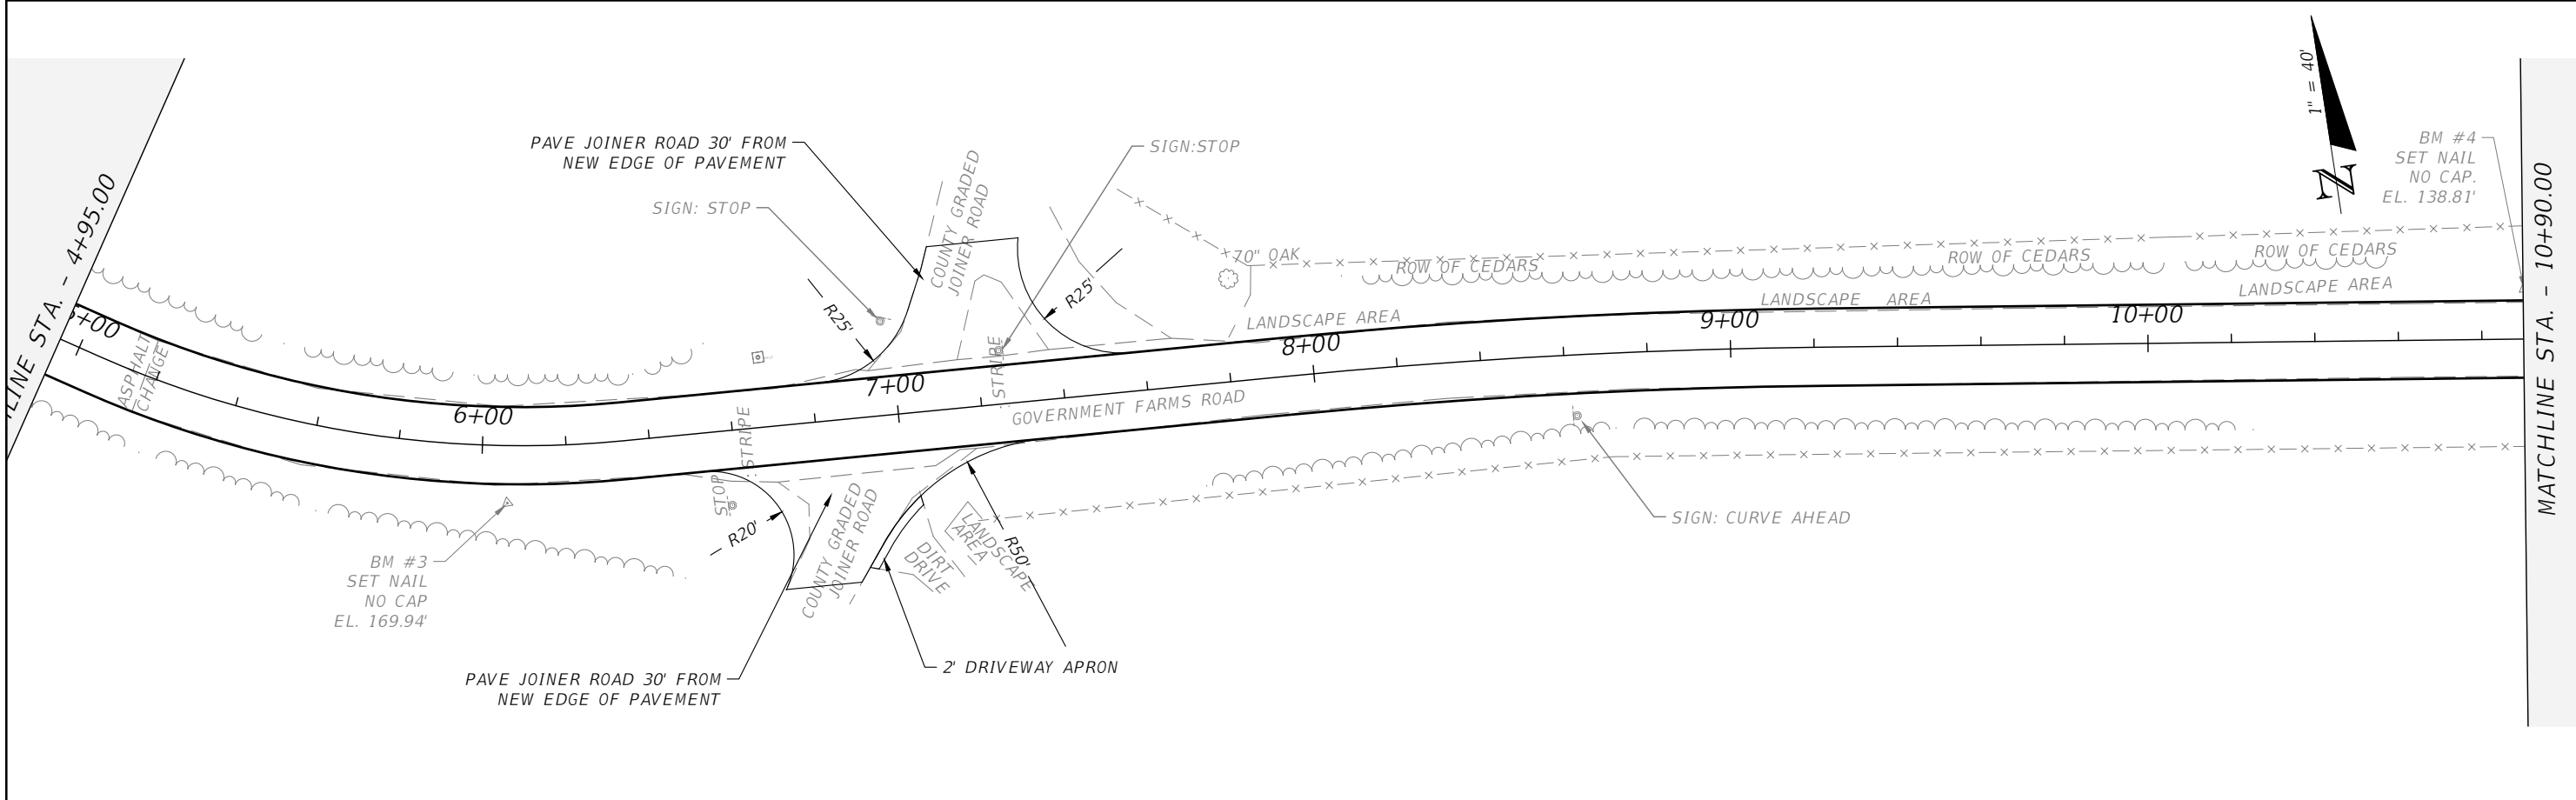 1" = 40'
N
PAVE JOINER ROAD 30' FROM
NEW EDGE OF PAVEMENT
SIGN:STOP
SIGN: STOP
COUNTY GRADED
JOINER ROAD
BM #4
SET NAIL
NO CAP.
EL. 138.81'
70" OAK
ROW OF CEDARS
ROW OF CEDARS
ROW OF CEDARS
R25'
R25'
LANDSCAPE AREA
LANDSCAPE AREA
LANDSCAPE AREA
LINE STA. - 4+95.00
MATCHLINE STA. - 10+90.00
+00
6+00
7+00
8+00
9+00
10+00
ASPHALT
CHANGE
STRIPE
GOVERNMENT FARMS ROAD
STRIPE
STOP
R20'
COUNTY GRADED
JOINER ROAD
DIRT
DRIVE
LANDSCAPE
AREA
R50'
SIGN: CURVE AHEAD
BM #3
SET NAIL
NO CAP
EL. 169.94'
2' DRIVEWAY APRON
PAVE JOINER ROAD 30' FROM
NEW EDGE OF PAVEMENT